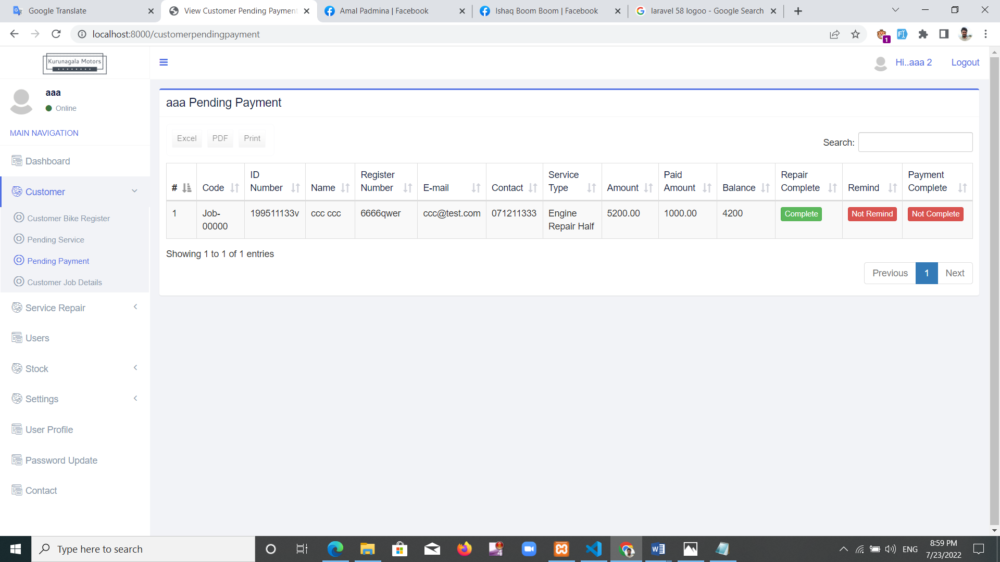 Google Translate
View Customer Pending Payment
Amal Padmina | Facebook
Ishaq Boom Boom | Facebook
laravel 58 logoo - Google Search
localhost:8000/customerpendingpayment
1
Kurunagala Motors
Hi..aaa 2
Logout
aaa
Online
MAIN NAVIGATION
Dashboard
Customer
Customer Bike Register
Pending Service
Pending Payment
Customer Job Details
Service Repair
Users
Stock
Settings
User Profile
Password Update
Contact
aaa Pending Payment
Excel PDF Print
Search:
# Code ID Number Name Register Number E-mail Contact Service Type Amount Paid Amount Balance Repair Complete Remind Payment Complete
1 Job-00000 199511133v ccc ccc 6666qwer ccc@test.com 071211333 Engine Repair Half 5200.00 1000.00 4200 Complete Not Remind Not Complete
Showing 1 to 1 of 1 entries
Previous 1 Next
Type here to search
4
ENG
8:59 PM
7/23/2022